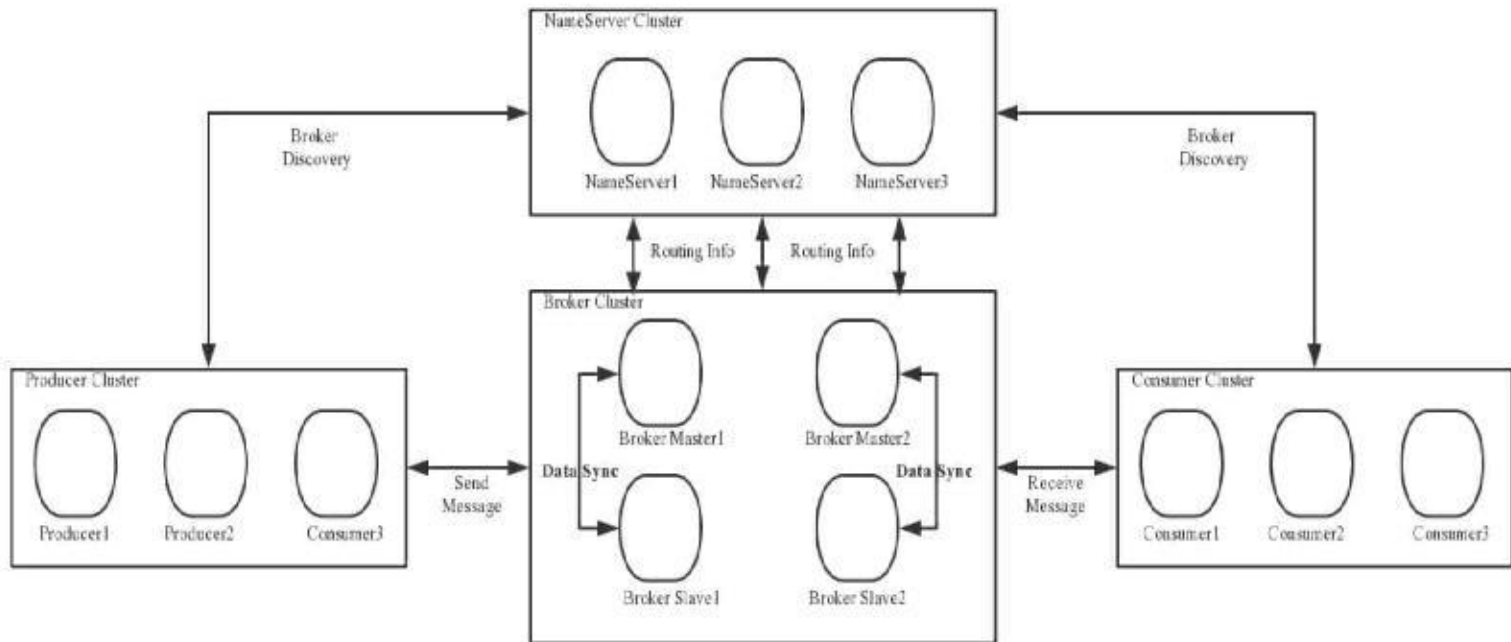 NameServer Cluster
NameServer1
NameServer2
NameServer3
Broker
Discovery
Broker
Discovery
Routing Info
Routing Info
Broker Cluster
Broker Master1
Broker Master2
Data Sync
Data Sync
Broker Slave1
Broker Slave2
Producer Cluster
Producer1
Producer2
Consumer3
Send
Message
Receive
Message
Consumer Cluster
Consumer1
Consumer2
Consumer3